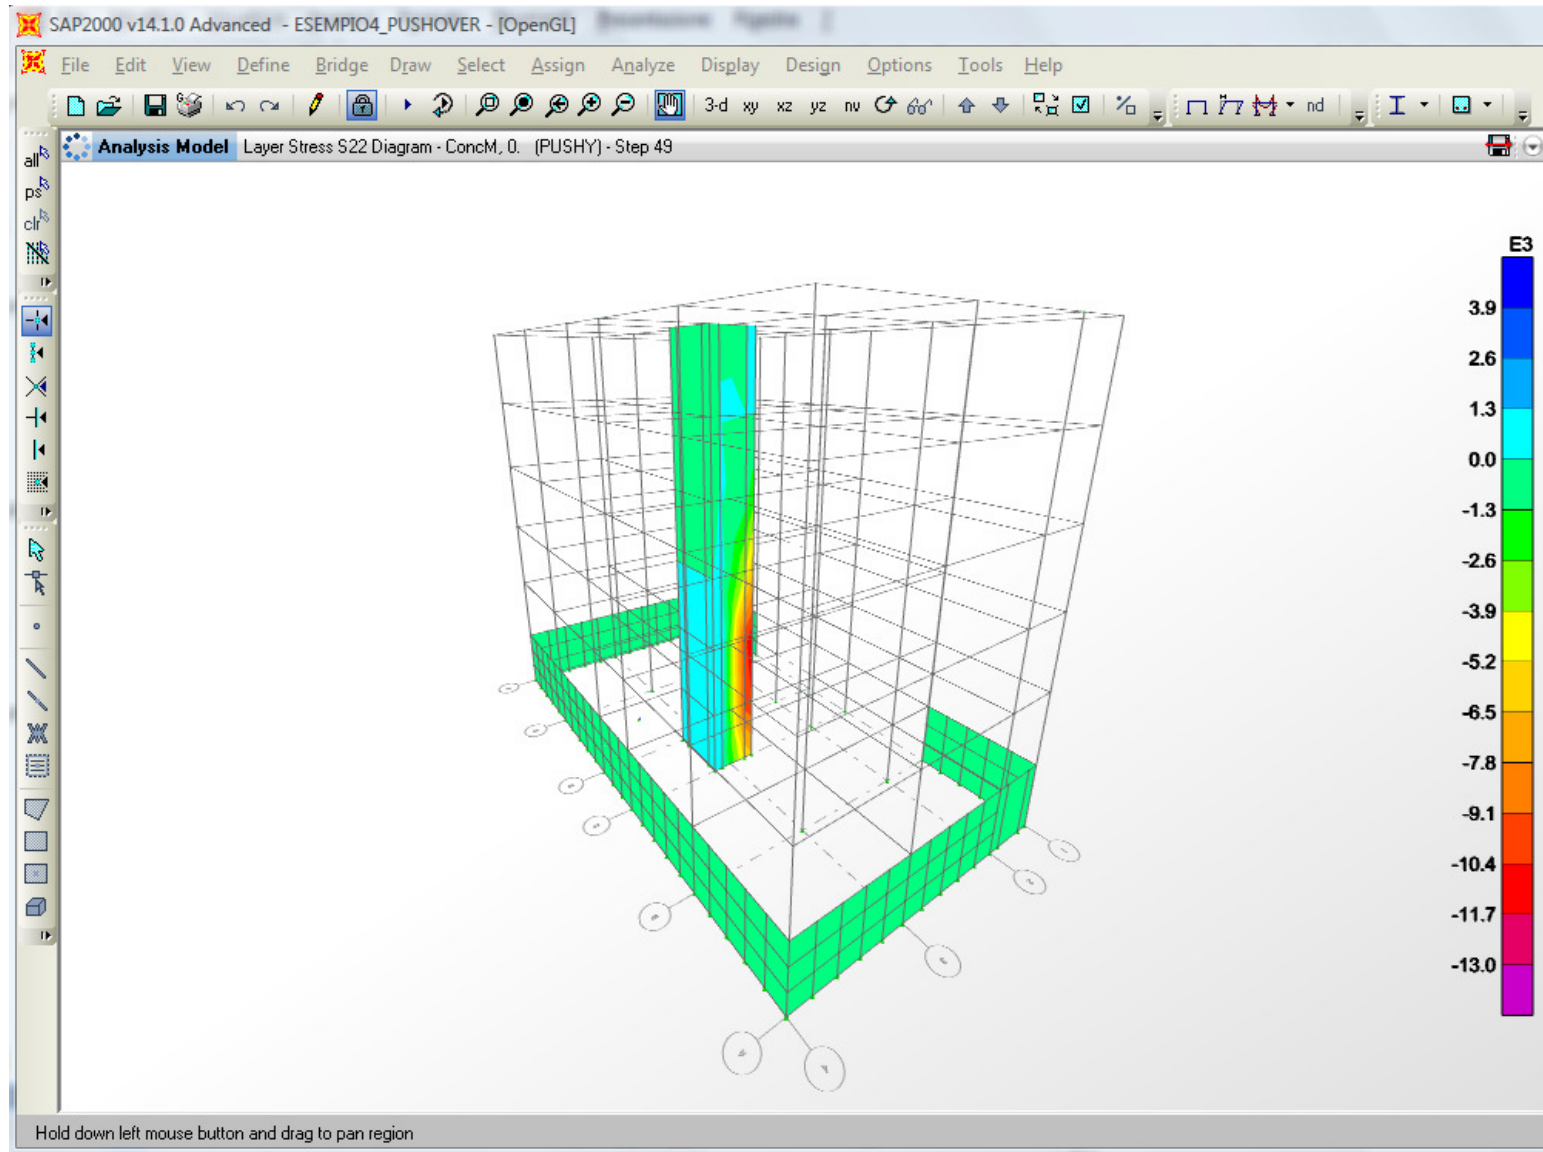 SAP2000 v14.1.0 Advanced - ESEMPIO4_PUSHOVER - [OpenGL]
File Edit View Define Bridge Draw Select Assign Analyze Display Design Options Tools Help
3-d xy xz yz nv nd
all
ps
clr
Analysis Model Layer Stress S22 Diagram - ConcM, 0. (PUSHY) - Step 49
E3
3.9
2.6
1.3
0.0
-1.3
-2.6
-3.9
-5.2
-6.5
-7.8
-9.1
-10.4
-11.7
-13.0
Hold down left mouse button and drag to pan region